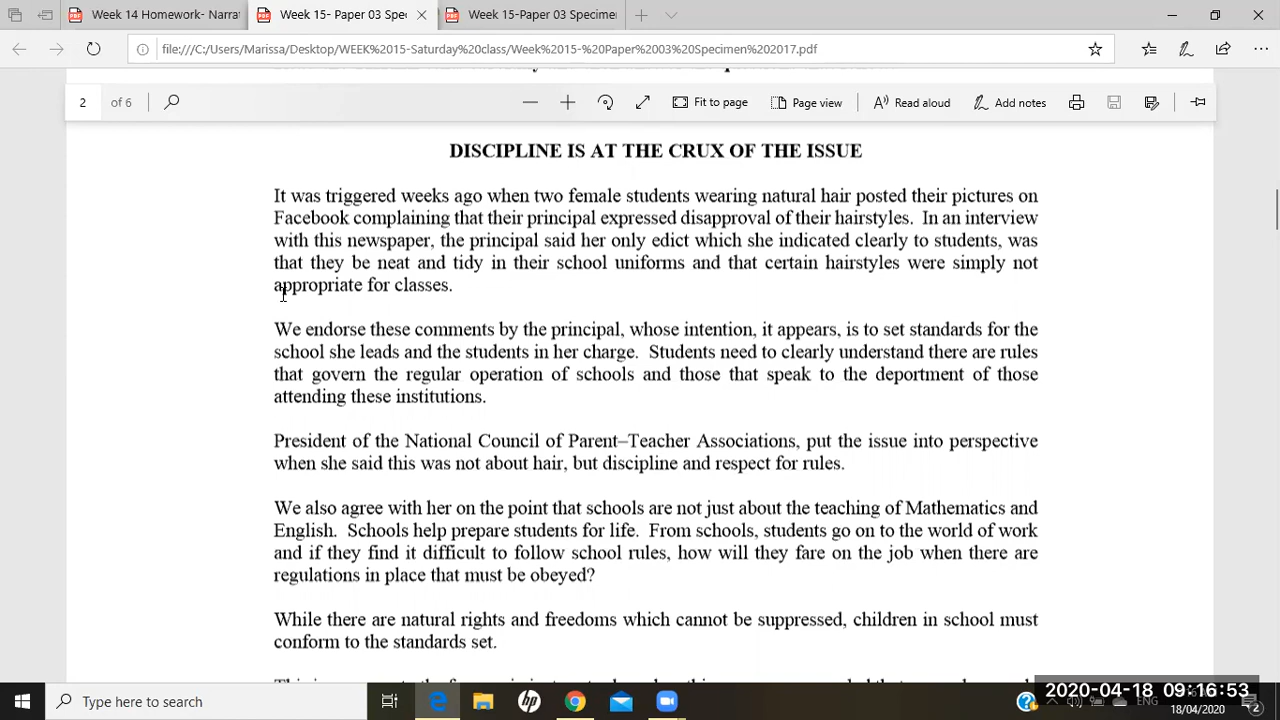 Week 14 Homework- Narrat
Week 15- Paper 03 Spec
Week 15-Paper 03 Specimen
file:///C:/Users/Marissa/Desktop/WEEK%2015-Saturday%20class/Week%2015-%20Paper%2003%20Specimen%202017.pdf
2 of 6
Fit to page
Page view
Read aloud
Add notes
DISCIPLINE IS AT THE CRUX OF THE ISSUE
It was triggered weeks ago when two female students wearing natural hair posted their pictures on
Facebook complaining that their principal expressed disapproval of their hairstyles. In an interview
with this newspaper, the principal said her only edict which she indicated clearly to students, was
that they be neat and tidy in their school uniforms and that certain hairstyles were simply not
appropriate for classes.
We endorse these comments by the principal, whose intention, it appears, is to set standards for the
school she leads and the students in her charge. Students need to clearly understand there are rules
that govern the regular operation of schools and those that speak to the deportment of those
attending these institutions.
President of the National Council of Parent–Teacher Associations, put the issue into perspective
when she said this was not about hair, but discipline and respect for rules.
We also agree with her on the point that schools are not just about the teaching of Mathematics and
English. Schools help prepare students for life. From schools, students go on to the world of work
and if they find it difficult to follow school rules, how will they fare on the job when there are
regulations in place that must be obeyed?
While there are natural rights and freedoms which cannot be suppressed, children in school must
conform to the standards set.
Type here to search
hp
2020-04-18 09:16:53
ENG
18/04/2020
2